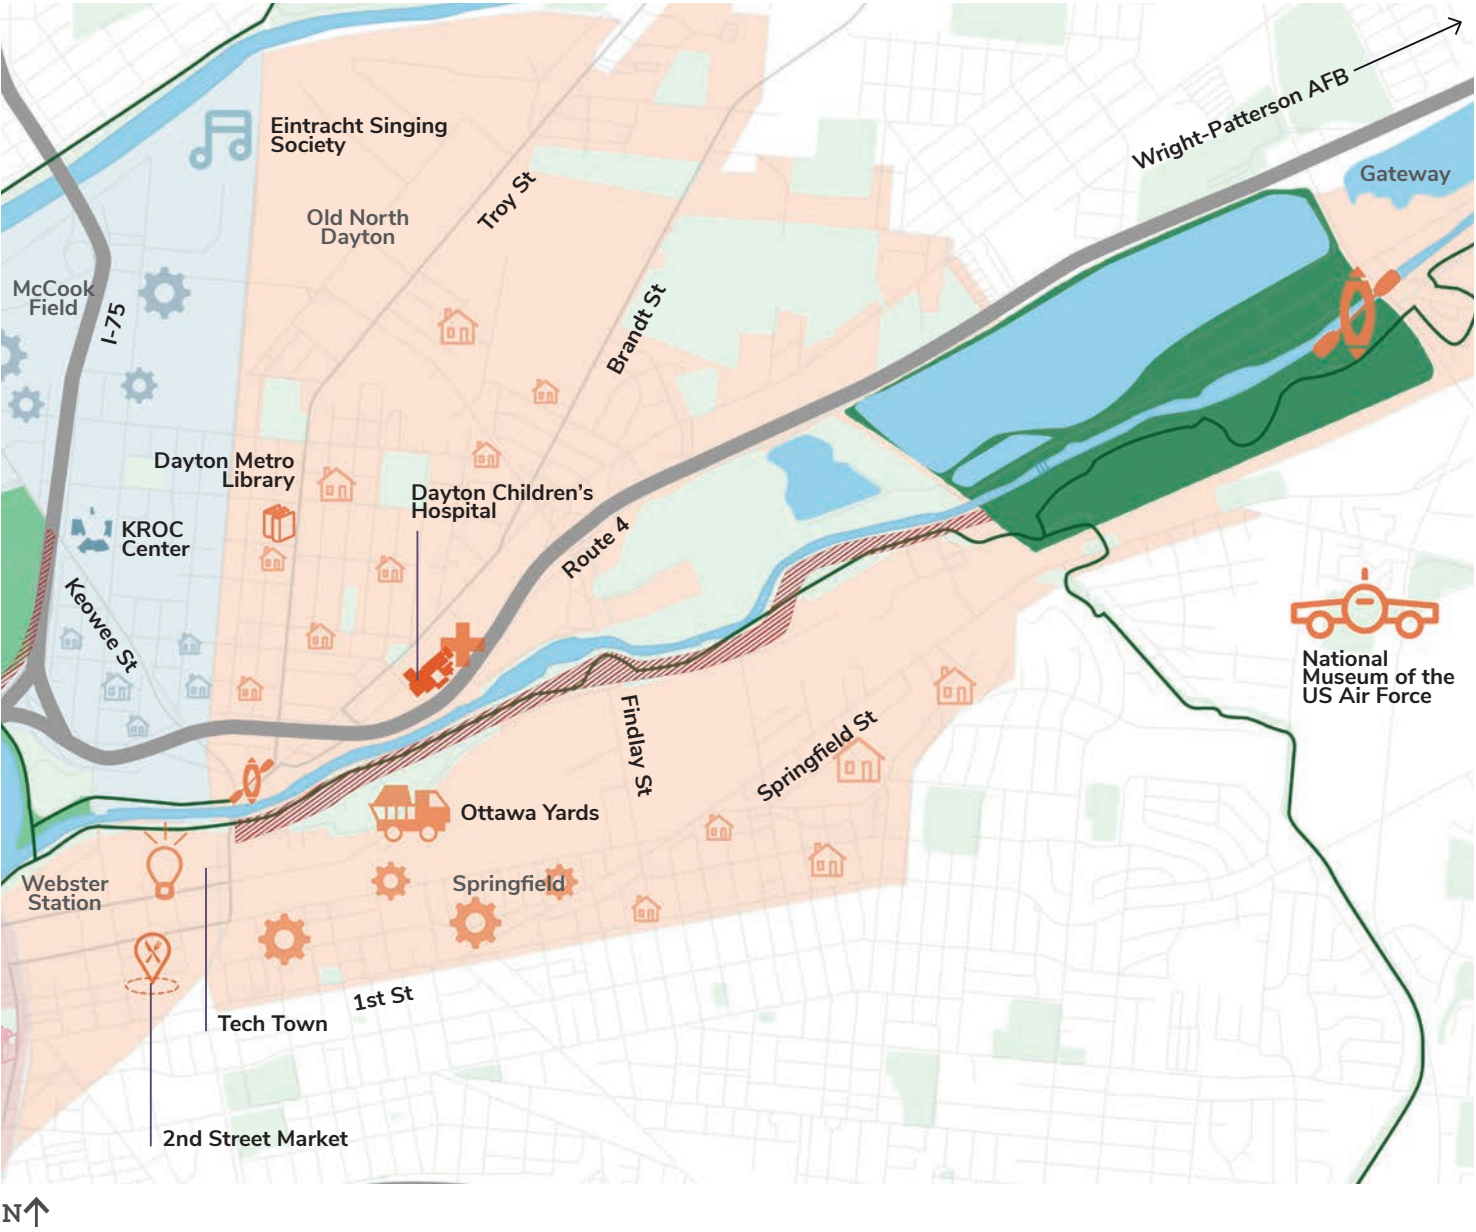 Wright-Patterson AFB
Gateway
Eintracht Singing
Society
Troy St
Old North
Dayton
McCook
Field
I-75
Brandt St
Dayton Metro
Library
Dayton Children's
Hospital
KROC
Center
Route 4
Keowee St
National
Museum of the
US Air Force
Findlay St
Springfield St
Ottawa Yards
Webster
Station
Springfield
1st St
Tech Town
2nd Street Market
N